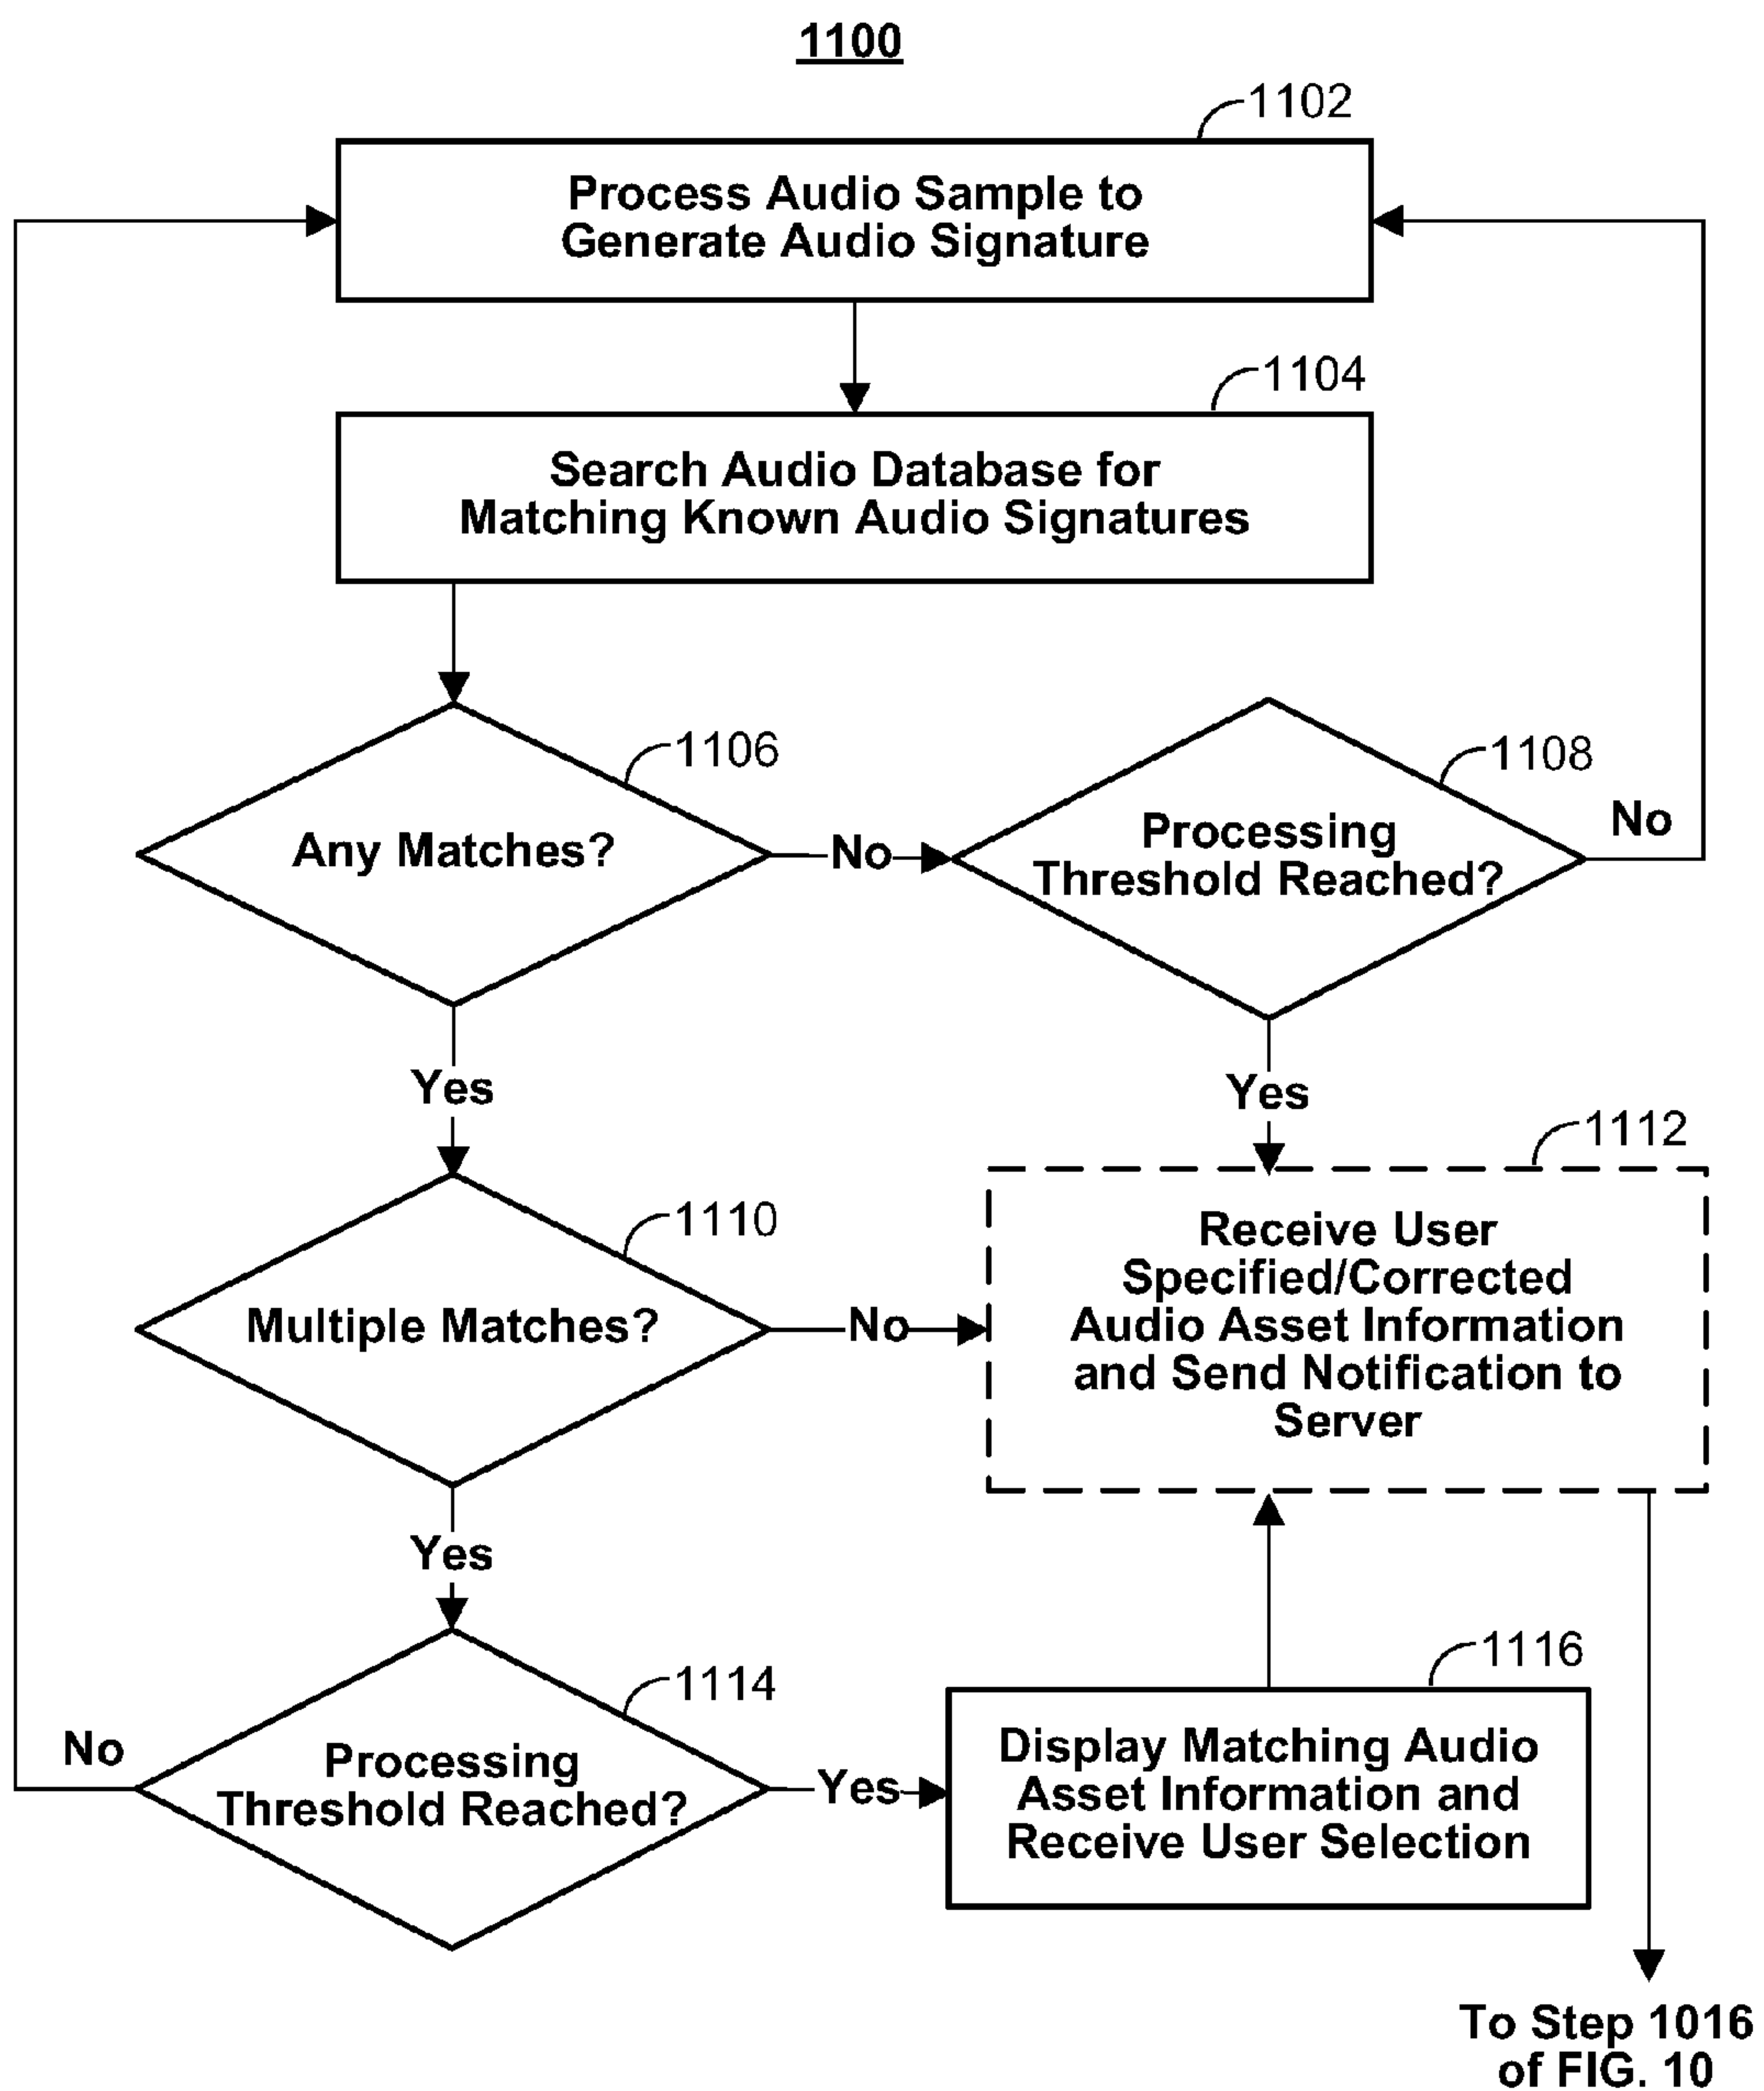 1100
1102
Process Audio Sample to
Generate Audio Signature
1104
Search Audio Database for
Matching Known Audio Signatures
1106
Any Matches?
No
1108
Processing
Threshold Reached?
No
Yes
Yes
1110
Multiple Matches?
No
1112
Receive User
Specified/Corrected
Audio Asset Information
and Send Notification to
Server
Yes
1114
Processing
Threshold Reached?
No
Yes
1116
Display Matching Audio
Asset Information and
Receive User Selection
To Step 1016
of FIG. 10